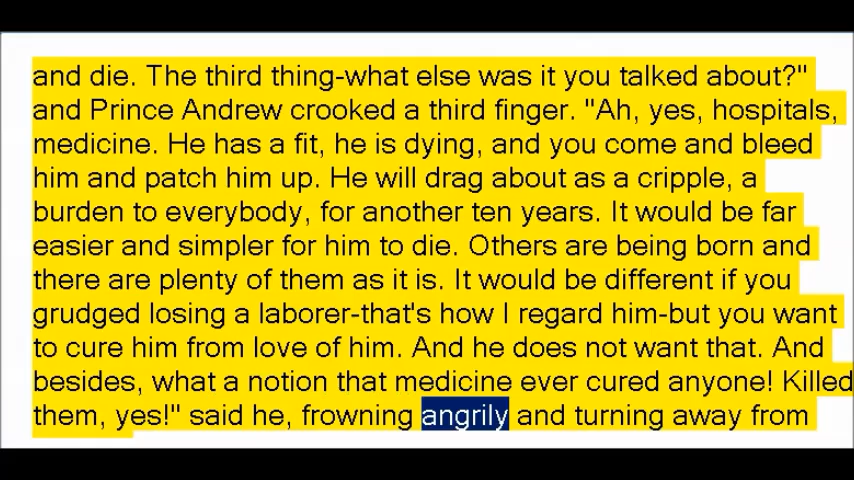 and die. The third thing-what else was it you talked about?"
and Prince Andrew crooked a third finger. "Ah, yes, hospitals,
medicine. He has a fit, he is dying, and you come and bleed
him and patch him up. He will drag about as a cripple, a
burden to everybody, for another ten years. It would be far
easier and simpler for him to die. Others are being born and
there are plenty of them as it is. It would be different if you
grudged losing a laborer-that's how I regard him-but you want
to cure him from love of him. And he does not want that. And
besides, what a notion that medicine ever cured anyone! Killed
them, yes!" said he, frowning angrily and turning away from